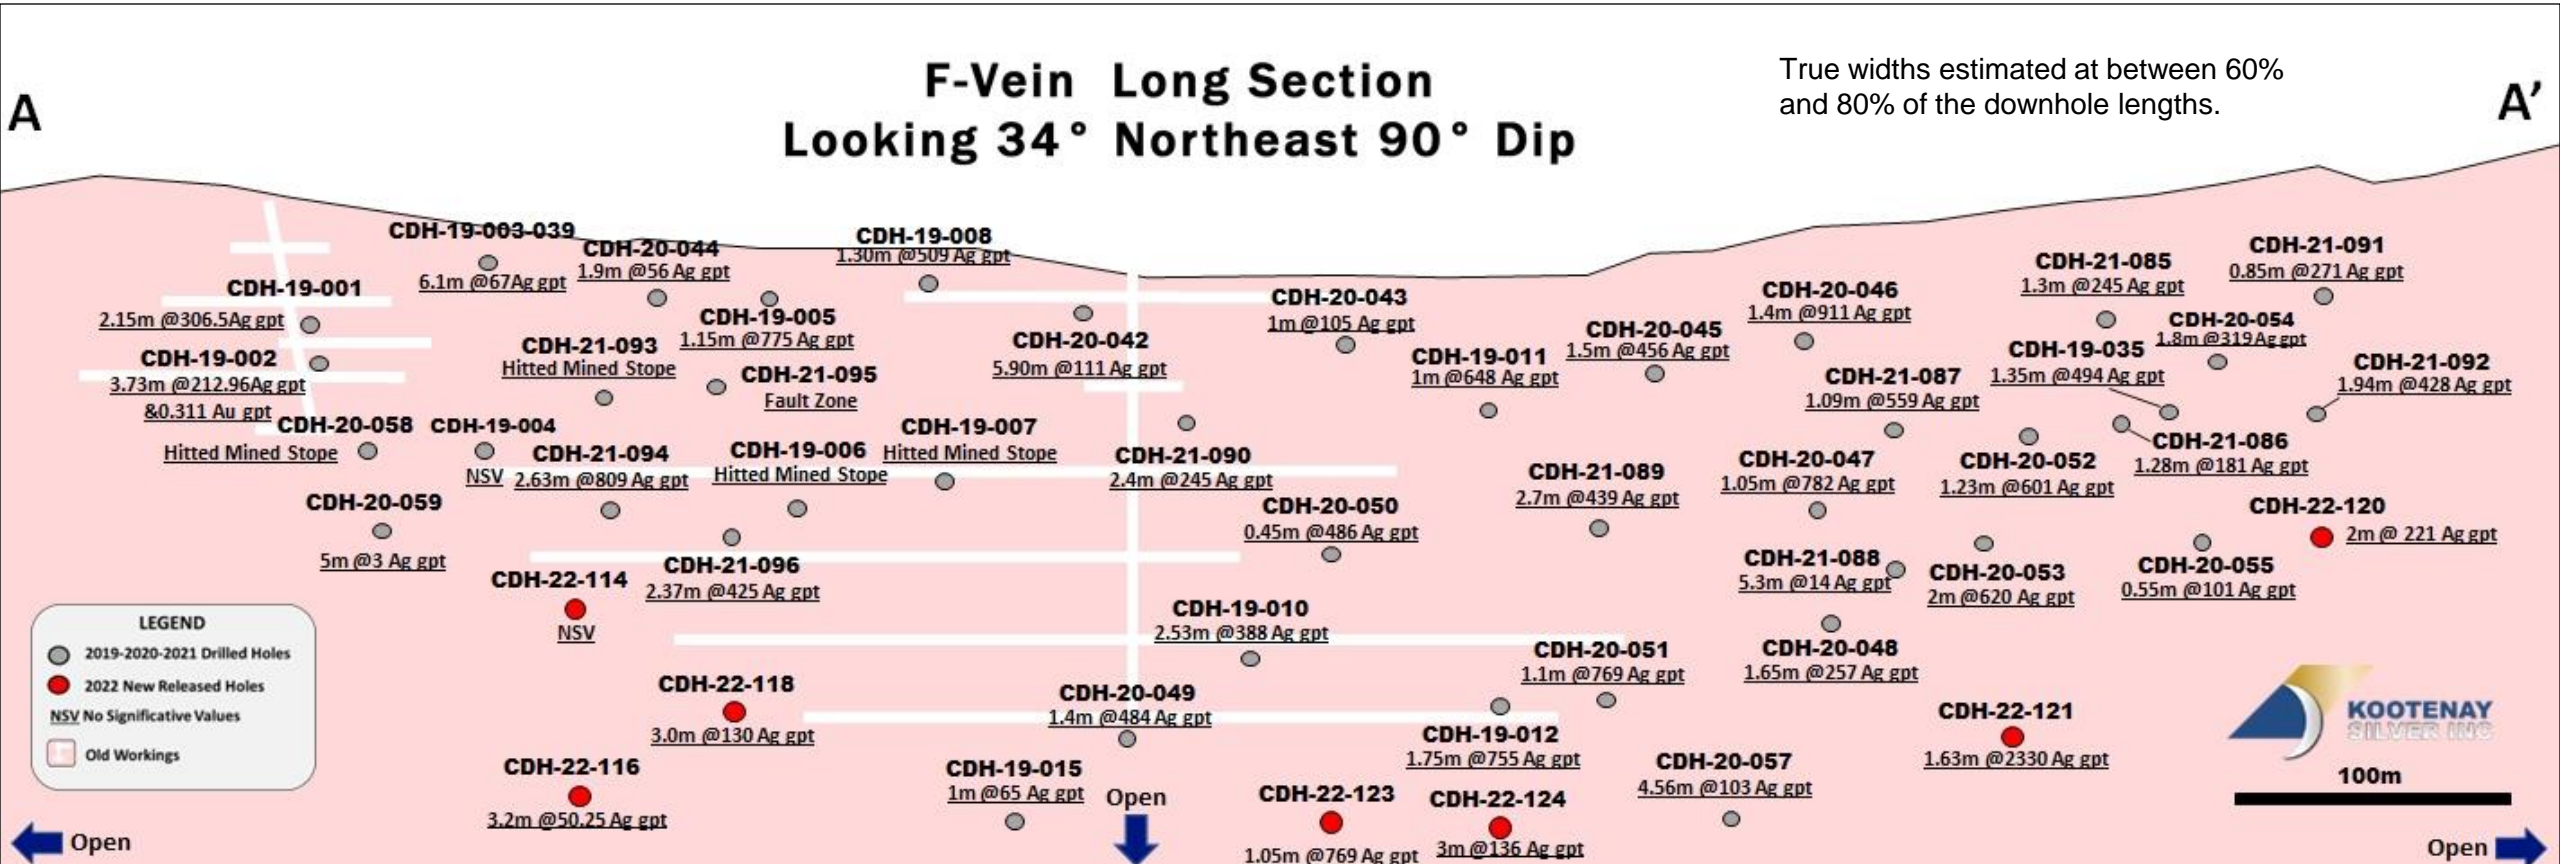 F-Vein Long Section
Looking 34° Northeast 90° Dip
True widths estimated at between 60%
and 80% of the downhole lengths.
A
A’
CDH-19-003-039
6.1m @67Ag gpt
CDH-20-044
1.9m @56 Ag gpt
CDH-19-008
1.30m @509 Ag gpt
CDH-19-001
2.15m @306.5Ag gpt
CDH-19-002
3.73m @212.96Ag gpt
&0.311 Au gpt
CDH-19-005
1.15m @775 Ag gpt
CDH-21-093
Hitted Mined Stope
CDH-21-095
Fault Zone
CDH-20-042
5.90m @111 Ag gpt
CDH-20-043
1m @105 Ag gpt
CDH-19-011
1m @648 Ag gpt
CDH-20-045
1.5m @456 Ag gpt
CDH-20-046
1.4m @911 Ag gpt
CDH-21-085
1.3m @245 Ag gpt
CDH-21-091
0.85m @271 Ag gpt
CDH-20-054
1.8m @319Ag gpt
CDH-19-035
1.35m @494 Ag gpt
CDH-21-092
1.94m @428 Ag gpt
CDH-21-087
1.09m @559 Ag gpt
CDH-20-058
Hitted Mined Stope
CDH-19-004
NSV
CDH-21-094
2.63m @809 Ag gpt
CDH-19-006
Hitted Mined Stope
CDH-19-007
Hitted Mined Stope
CDH-21-090
2.4m @245 Ag gpt
CDH-21-089
2.7m @439 Ag gpt
CDH-20-047
1.05m @782 Ag gpt
CDH-20-052
1.23m @601 Ag gpt
CDH-21-086
1.28m @181 Ag gpt
CDH-20-059
5m @3 Ag gpt
CDH-20-050
0.45m @486 Ag gpt
CDH-22-120
2m @ 221 Ag gpt
CDH-22-114
NSV
CDH-21-096
2.37m @425 Ag gpt
CDH-21-088
5.3m @14 Ag gpt
CDH-20-053
2m @620 Ag gpt
CDH-20-055
0.55m @101 Ag gpt
CDH-19-010
2.53m @388 Ag gpt
CDH-20-051
1.1m @769 Ag gpt
CDH-20-048
1.65m @257 Ag gpt
LEGEND
2019-2020-2021 Drilled Holes
2022 New Released Holes
NSV No Significative Values
Old Workings
CDH-22-118
3.0m @130 Ag gpt
CDH-20-049
1.4m @484 Ag gpt
CDH-19-012
1.75m @755 Ag gpt
CDH-22-121
1.63m @2330 Ag gpt
KOOTENAY
SILVER INC
100m
CDH-22-116
3.2m @50.25 Ag gpt
CDH-19-015
1m @65 Ag gpt
Open
CDH-22-123
1.05m @769 Ag gpt
CDH-22-124
3m @136 Ag gpt
CDH-20-057
4.56m @103 Ag gpt
Open
Open